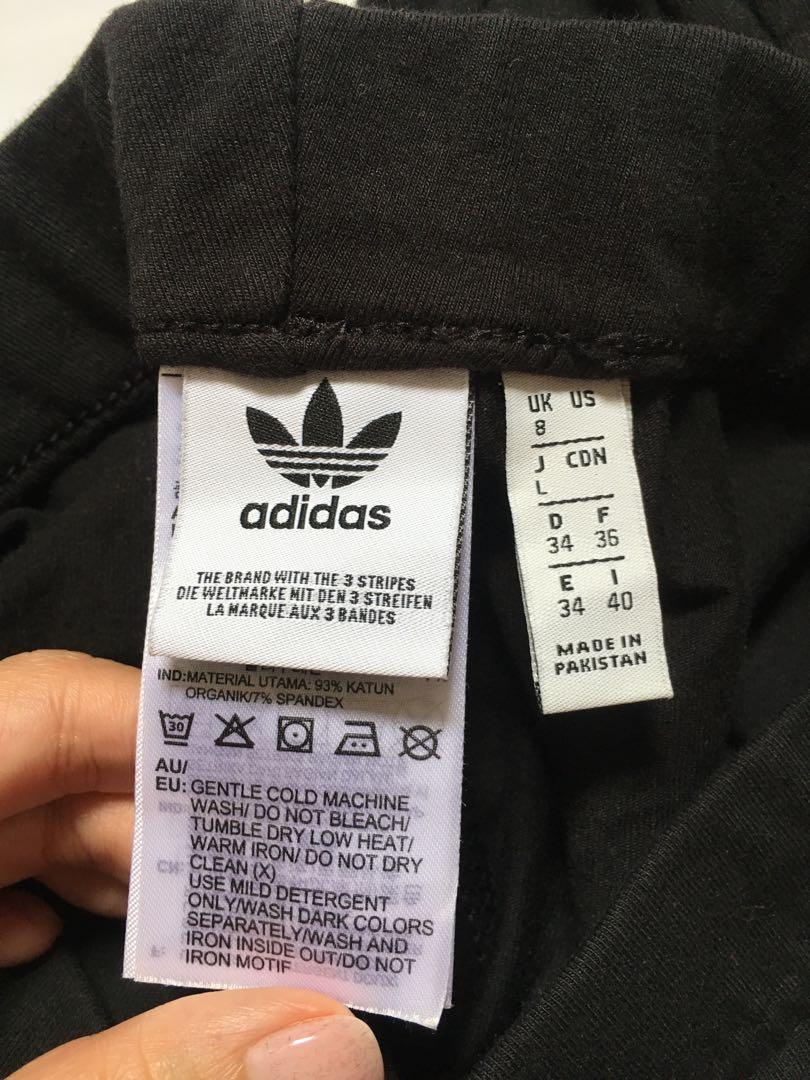 adidas
THE BRAND WITH THE 3 STRIPES
DIE WELTMARKE MIT DEN 3 STREIFEN
LA MARQUE AUX 3 BANDES
IND:MATERIAL UTAMA: 93% KATUN
ORGANIK/7% SPANDEX
30
AU/
EU: GENTLE COLD MACHINE
WASH/ DO NOT BLEACH/
TUMBLE DRY LOW HEAT/
WARM IRON/ DO NOT DRY
CLEAN (X)
USE MILD DETERGENT
ONLY/WASH DARK COLORS
SEPARATELY/WASH AND
IRON INSIDE OUT/DO NOT
IRON MOTIF
UK US
8
J CDN
L
D F
34 36
E I
34 40
MADE IN
PAKISTAN